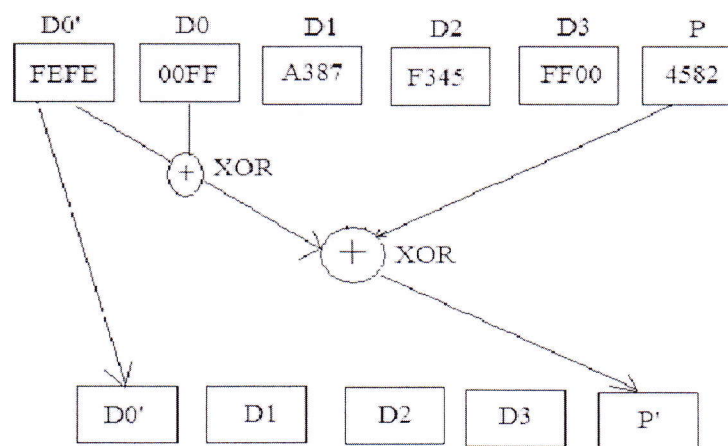 D0' D0 D1 D2 D3 P
FEFE 00FF A387 F345 FF00 4582
+ XOR
+ XOR
D0' D1 D2 D3 P'